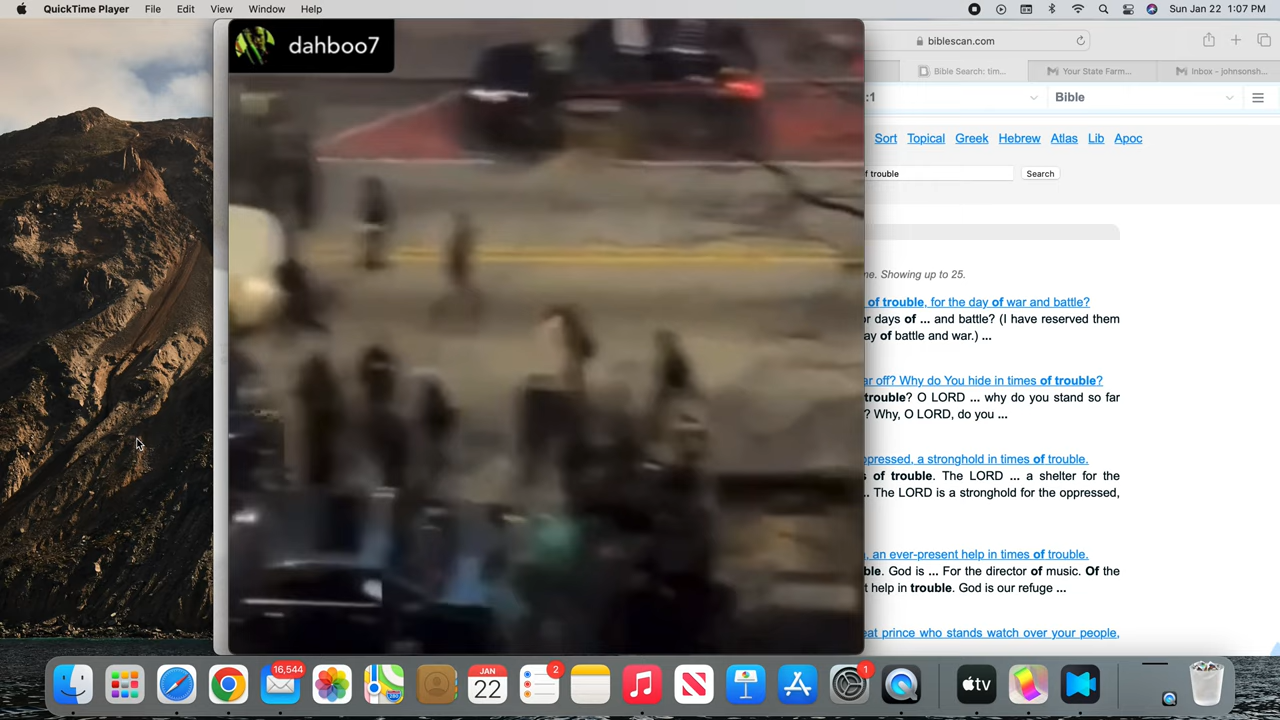 QuickTime Player File Edit View Window Help
Sun Jan 22 1:07 PM
dahboo7
biblescan.com
Bible Search: tim...
Your State Farm...
Inbox - johnsonsh...
:1
Bible
Sort Topical Greek Hebrew Atlas Lib Apoc
f trouble
Search
me. Showing up to 25.
of trouble, for the day of war and battle?
or days of ... and battle? (I have reserved them
ay of battle and war.) ...
ar off? Why do You hide in times of trouble?
trouble? O LORD ... why do you stand so far
? Why, O LORD, do you ...
pressed, a stronghold in times of trouble.
s of trouble. The LORD ... a shelter for the
.. The LORD is a stronghold for the oppressed,
, an ever-present help in times of trouble.
ble. God is ... For the director of music. Of the
t help in trouble. God is our refuge ...
eat prince who stands watch over your people,
16,544
JAN
22
2
1
tv